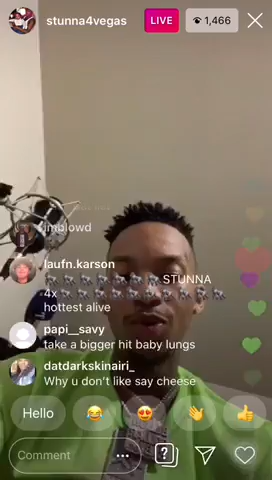 stunna4vegas
LIVE
1,466
imblowd
laufn.karson
STUNNA
4x
hottest alive
papi__savy
take a bigger hit baby lungs
datdarkskinairi_
Why u don't like say cheese
Hello
Comment